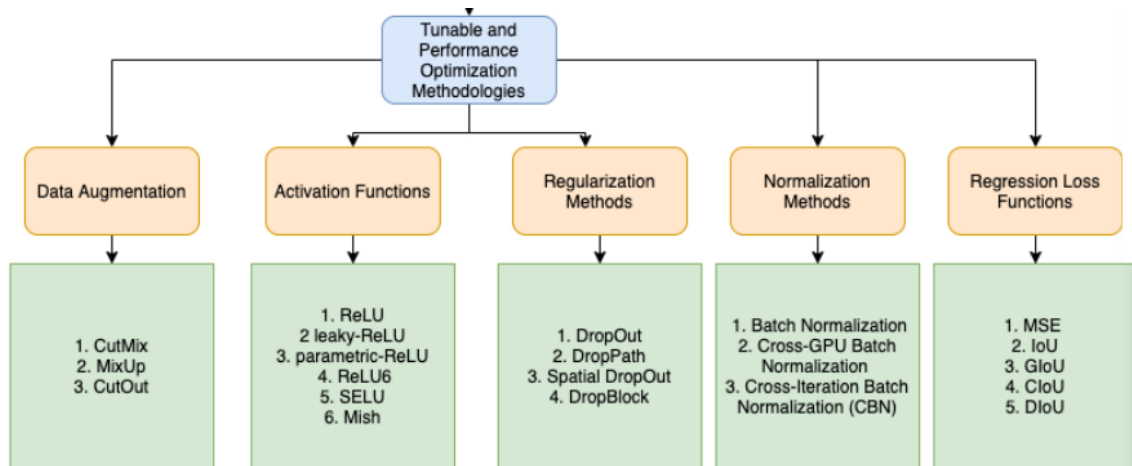 Tunable and
Performance
Optimization
Methodologies
Data Augmentation
Activation Functions
Regularization
Methods
Normalization
Methods
Regression Loss
Functions
1. CutMix
2. MixUp
3. CutOut
1. ReLU
2 leaky-ReLU
3. parametric-ReLU
4. ReLU6
5. SELU
6. Mish
1. DropOut
2. DropPath
3. Spatial DropOut
4. DropBlock
1. Batch Normalization
2. Cross-GPU Batch
Normalization
3. Cross-Iteration Batch
Normalization (CBN)
1. MSE
2. IoU
3. GIoU
4. CIoU
5. DIoU